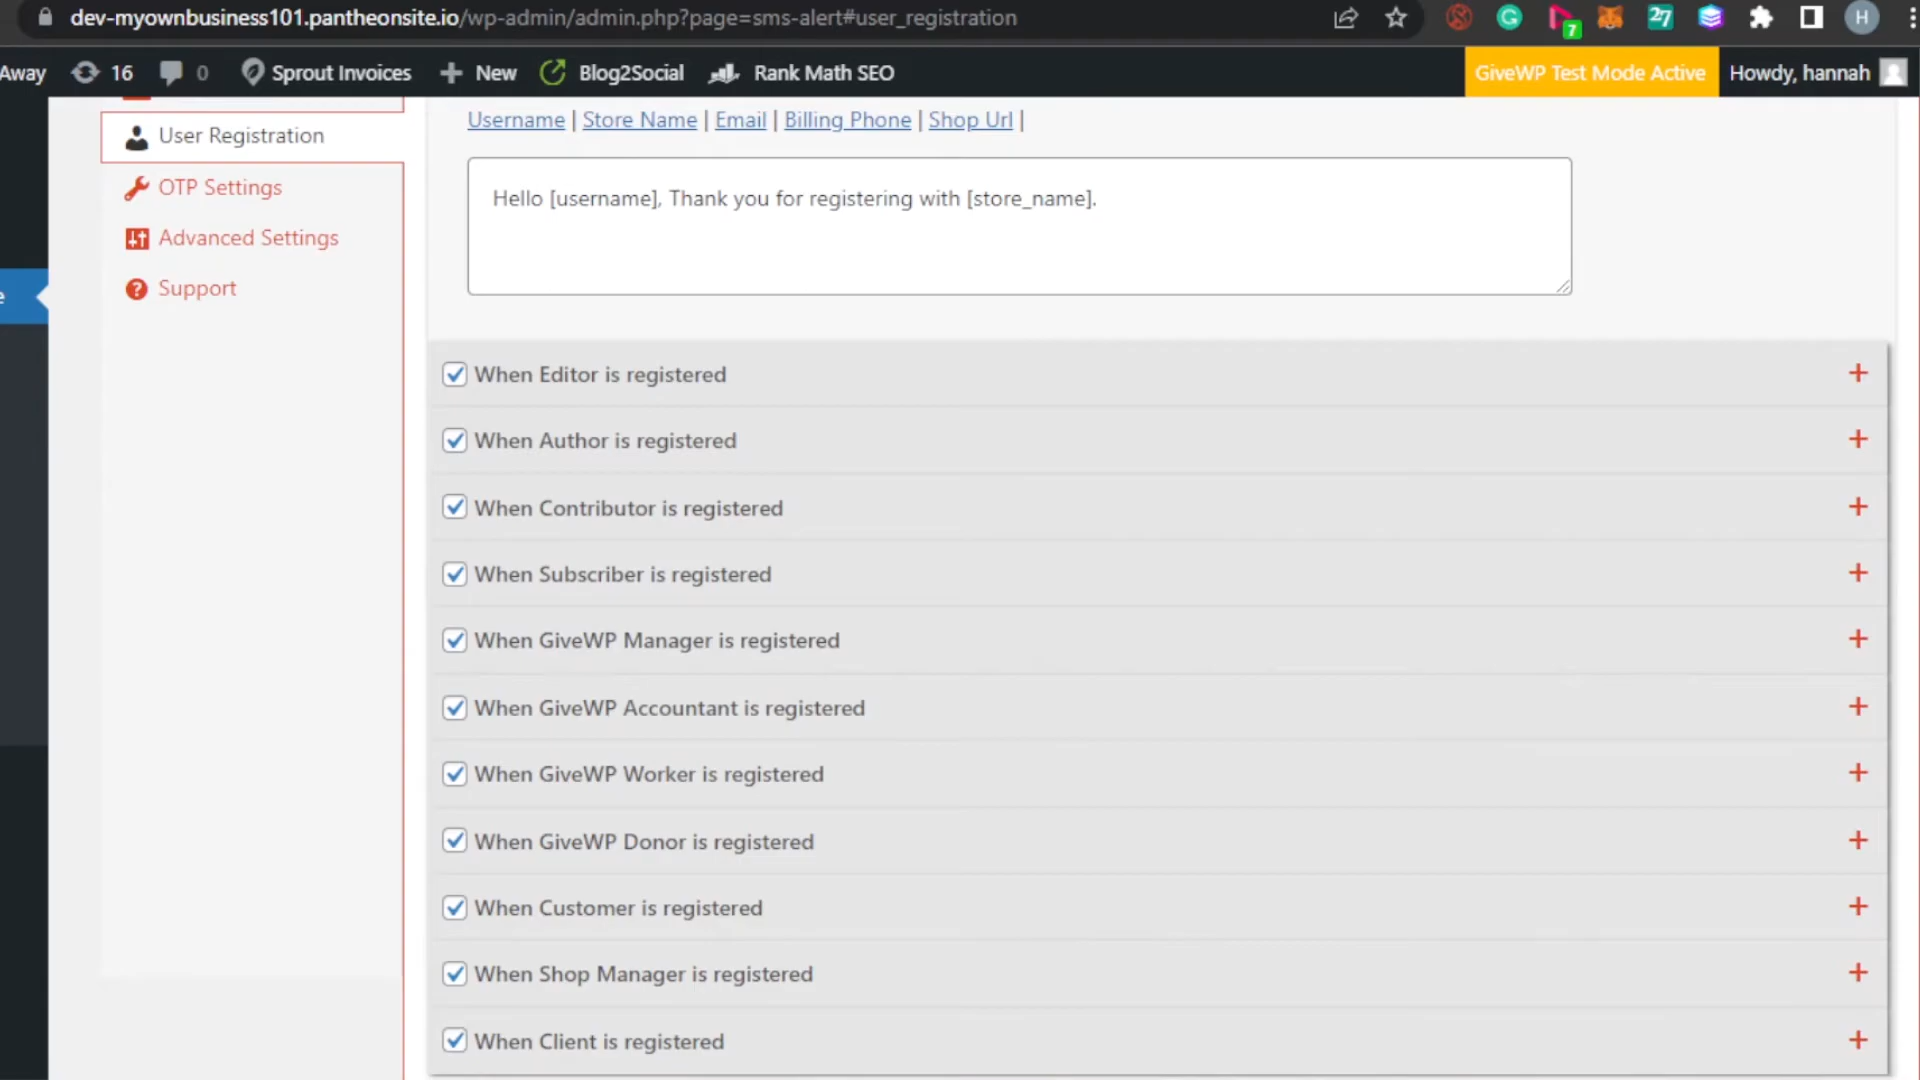 dev-myownbusiness101.pantheonsite.io/wp-admin/admin.php?page=sms-alert#user_registration
G
7
27
H
Away
16
0
Sprout Invoices
New
Blog2Social
Rank Math SEO
GiveWP Test Mode Active
Howdy, hannah
User Registration
OTP Settings
Advanced Settings
Support
Username | Store Name | Email | Billing Phone | Shop Url |
Hello [username], Thank you for registering with [store_name].
When Editor is registered
When Author is registered
When Contributor is registered
When Subscriber is registered
When GiveWP Manager is registered
When GiveWP Accountant is registered
When GiveWP Worker is registered
When GiveWP Donor is registered
When Customer is registered
When Shop Manager is registered
When Client is registered